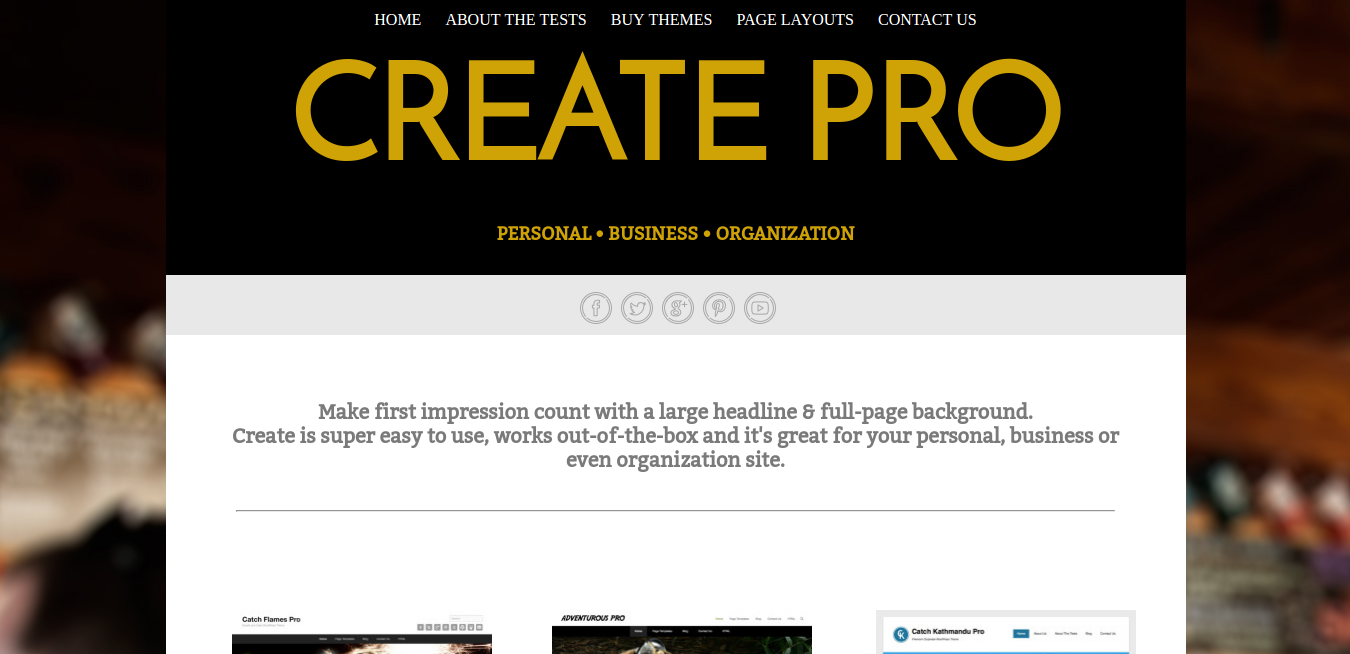 HOME ABOUT THE TESTS BUY THEMES PAGE LAYOUTS CONTACT US
CREATE PRO
PERSONAL • BUSINESS • ORGANIZATION
Make first impression count with a large headline & full-page background.
Create is super easy to use, works out-of-the-box and it's great for your personal, business or
even organization site.
Catch Flames Pro
ADVENTUROUS PRO
Catch Kathmandu Pro